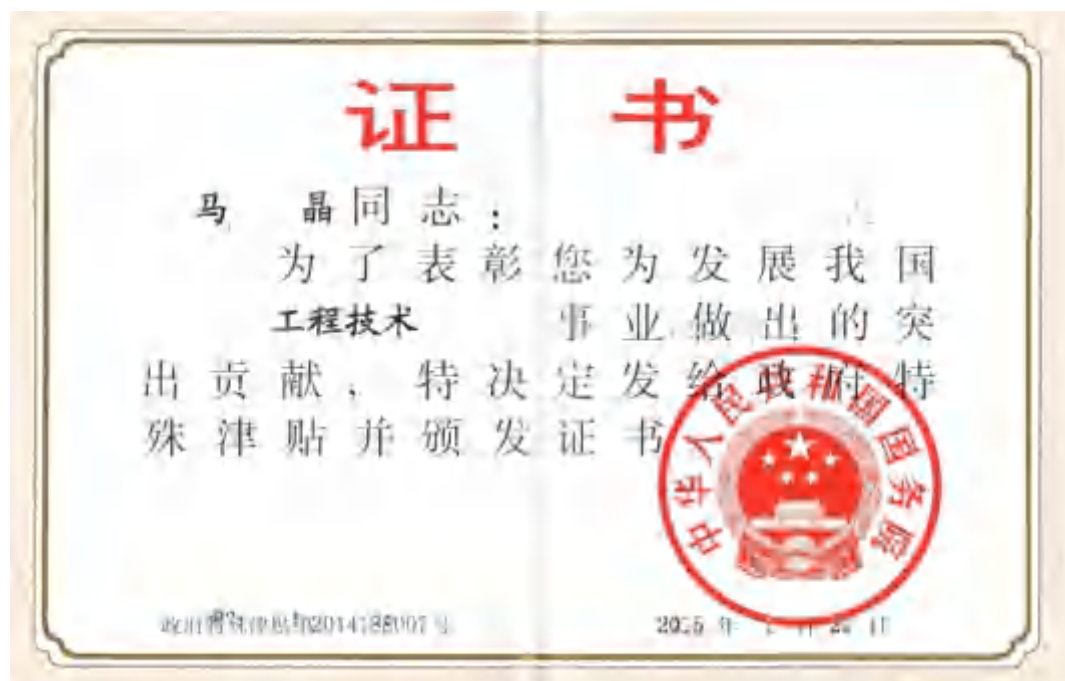 证 书
马 晶同志:
为了表彰您为发展我国
工程技术 事业做出的突
出贡献、特决定发给政府特
殊津贴并颁发证书
中华人民共和国国务院